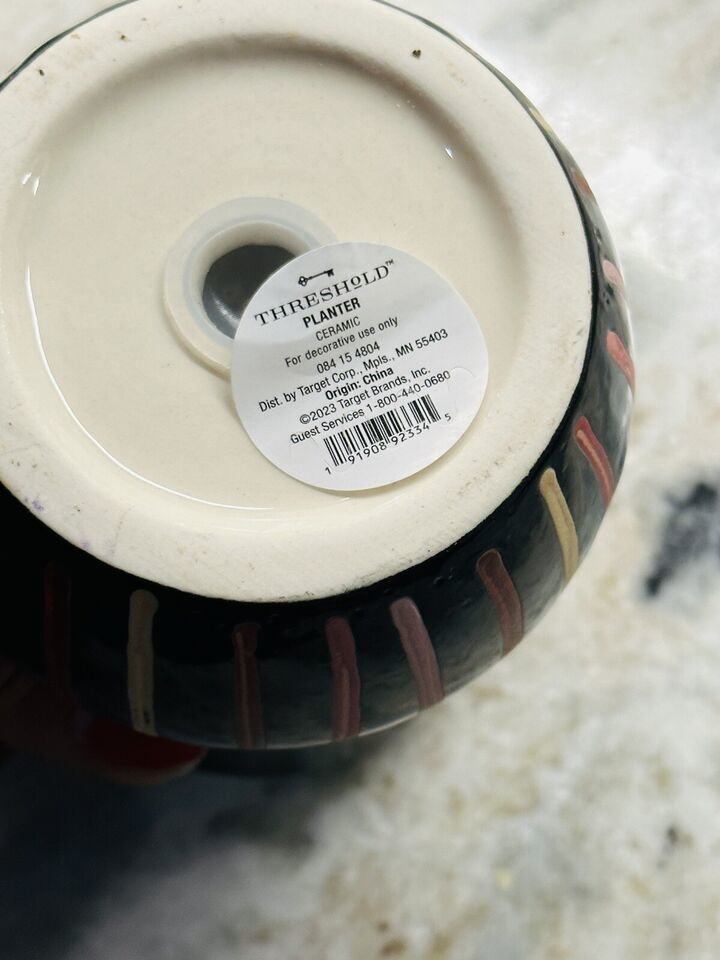 THRESHOLD™
PLANTER
CERAMIC
For decorative use only
084 15 4804
Dist. by Target Corp., Mpls., MN 55403
Origin: China
©2023 Target Brands, Inc.
Guest Services 1-800-440-0680
1 91908 92334 5